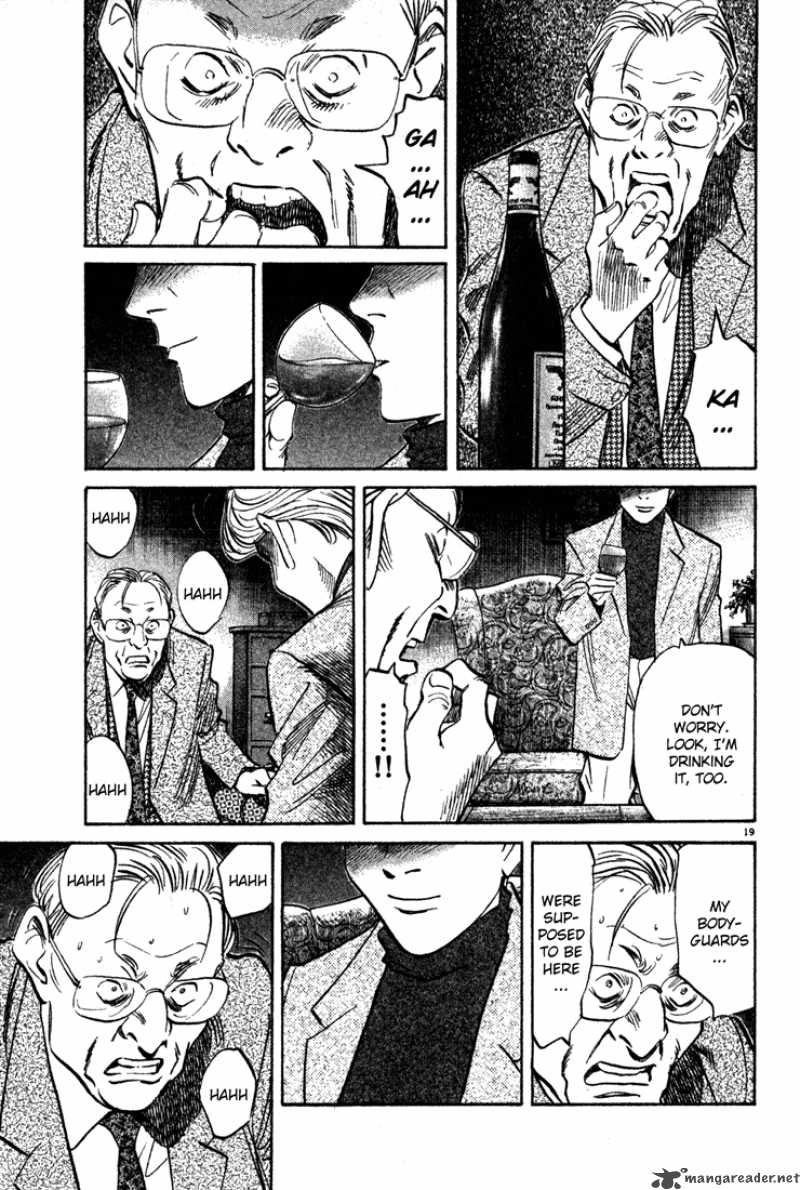 KA
...
GA
...
AH
...
DON'T
WORRY.
LOOK, I'M
DRINKING
IT, TOO.
......!!
HAHH
HAHH
HAHH
19
MY
BODY-
GUARDS
...
WERE
SUP-
POSED
TO BE
HERE
...
HAHH
HAHH
HAHH
mangareader.net